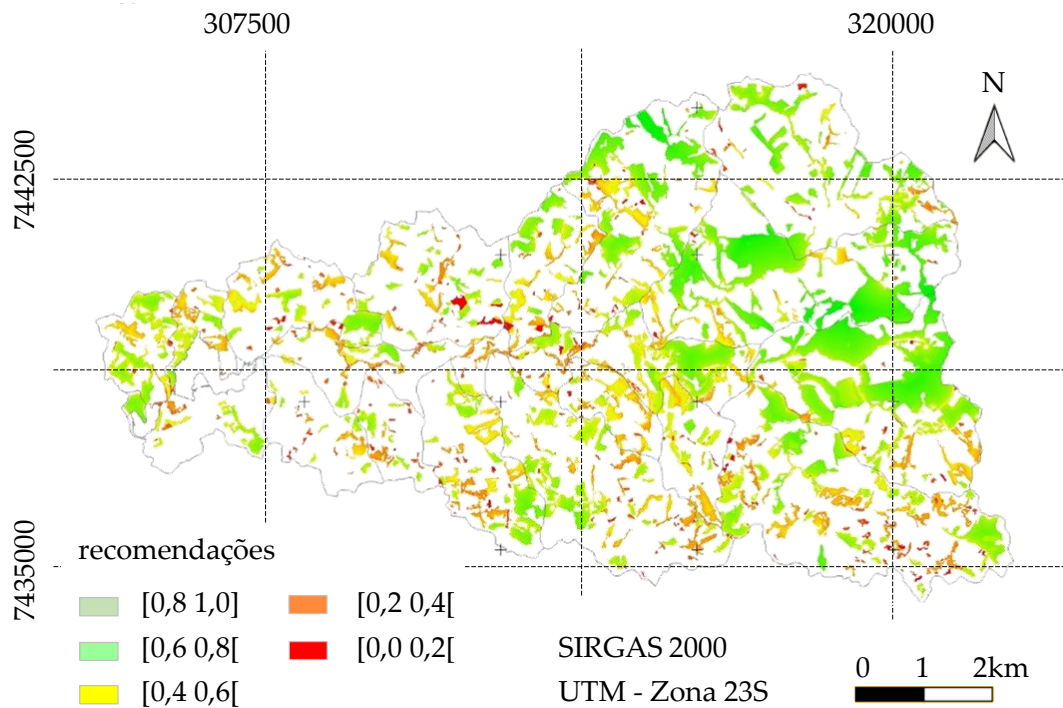 307500 320000
N
7442500
7435000
recomendações
[0,8 1,0] [0,2 0,4[
[0,6 0,8[ [0,0 0,2[
[0,4 0,6[
SIRGAS 2000
UTM - Zona 23S
0 1 2km